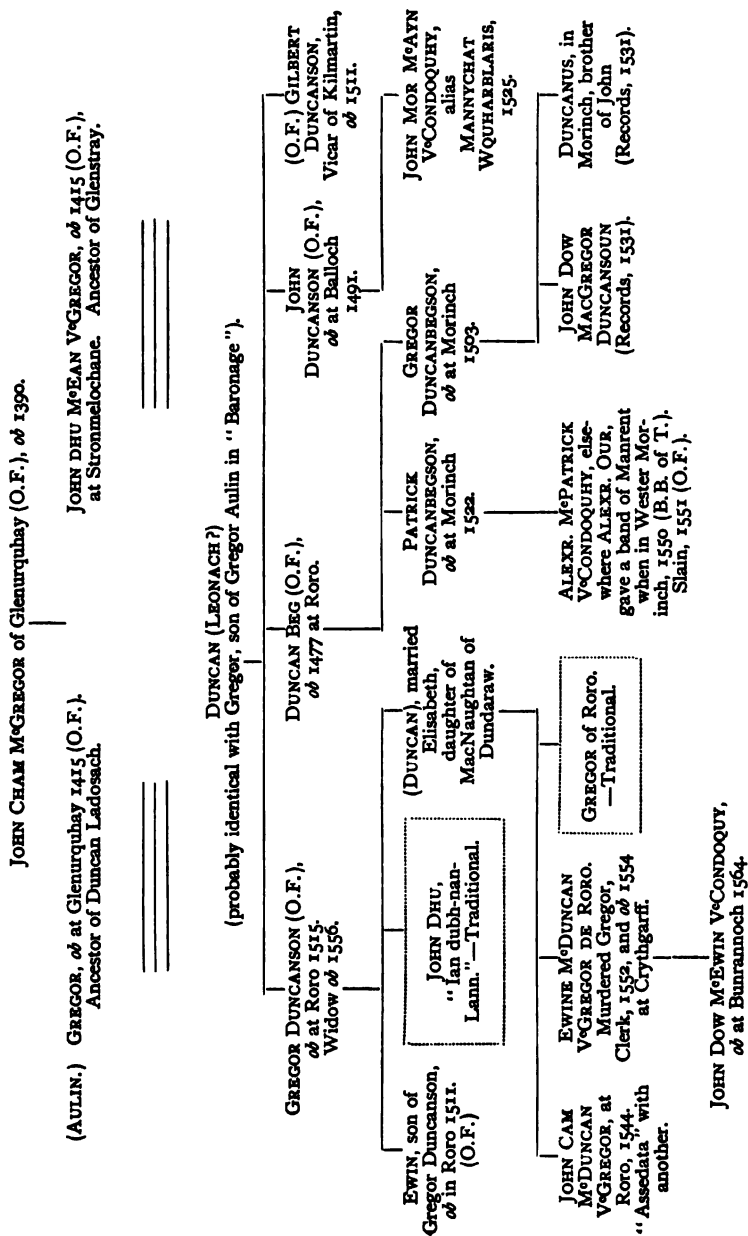 JOHN CHAM MᶜGREGOR of Glenurquhay (O.F.), ob 1390.
(AULIN.) GREGOR, ob at Glenurquhay 1415 (O.F.).
Ancestor of Duncan Ladosach.
JOHN DHU MᶜEAN VᶜGREGOR, ob 1415 (O.F.),
at Stronmelochane. Ancestor of Glenstray.
DUNCAN (LEONACH?)
(probably identical with Gregor, son of Gregor Aulin in "Baronage").
GREGOR DUNCANSON (O.F.),
ob at Roro 1515.
Widow ob 1556.
DUNCAN BEG (O.F.),
ob 1477 at Roro.
JOHN
DUNCANSON (O.F.),
ob at Balloch
1491.
(O.F.) GILBERT
DUNCANSON,
Vicar of Kilmartin,
ob 1511.
EWIN, son of
Gregor Duncanson,
ob in Roro 1511.
(O.F.)
JOHN DHU,
"Ian dubh-nan-
Lann."—Traditional.
(DUNCAN), married
Elisabeth,
daughter of
MacNaughtan of
Dundaraw.
PATRICK
DUNCANBEGSON,
ob at Morinch
1522.
GREGOR
DUNCANBEGSON,
ob at Morinch
1503.
JOHN MOR MᶜAYN
VᶜCONDOQUHY,
alias
MANNYCHAT
WQUHARBLARIS,
1525.
JOHN CAM
MᶜDUNCAN
VᶜGREGOR, at
Roro, 1544.
"Assedata" with
another.
EWINE MᶜDUNCAN
VᶜGREGOR DE RORO.
Murdered Gregor,
Clerk, 1552, and ob 1554
at Crythgarff.
GREGOR of Roro.
—Traditional.
ALEXR. MᶜPATRICK
VᶜCONDOQUHY, else-
where ALEXR. OUR,
gave a band of Manrent
when in Wester Mor-
inch, 1550 (B.B. of T.).
Slain, 1551 (O.F.).
JOHN DOW
MACGREGOR
DUNCANSOUN
(Records, 1531).
DUNCANUS, in
Morinch, brother
of John
(Records, 1531).
JOHN DOW MᶜEWIN VᶜCONDOQUY,
ob at Bunrannoch 1564.